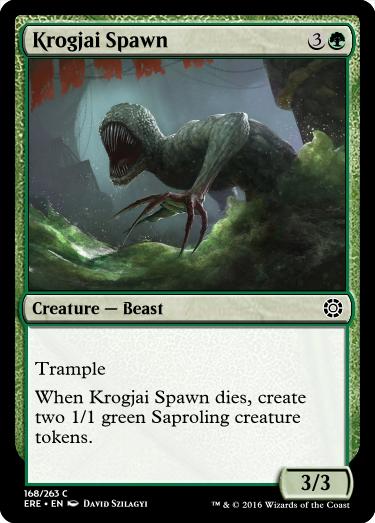 Krogjai Spawn 3
Creature — Beast
Trample
When Krogjai Spawn dies, create
two 1/1 green Saproling creature
tokens.
3/3
168/263 C
ERE • EN David Szilagyi
™ & © 2016 Wizards of the Coast